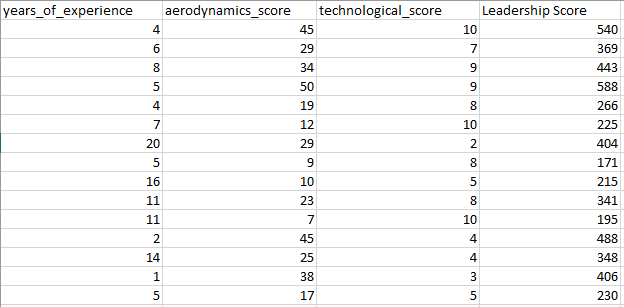 years_of_experience aerodynamics_score technological_score Leadership Score
4 45 10 540
6 29 7 369
8 34 9 443
5 50 9 588
4 19 8 266
7 12 10 225
20 29 2 404
5 9 8 171
16 10 5 215
11 23 8 341
11 7 10 195
2 45 4 488
14 25 4 348
1 38 3 406
5 17 5 230